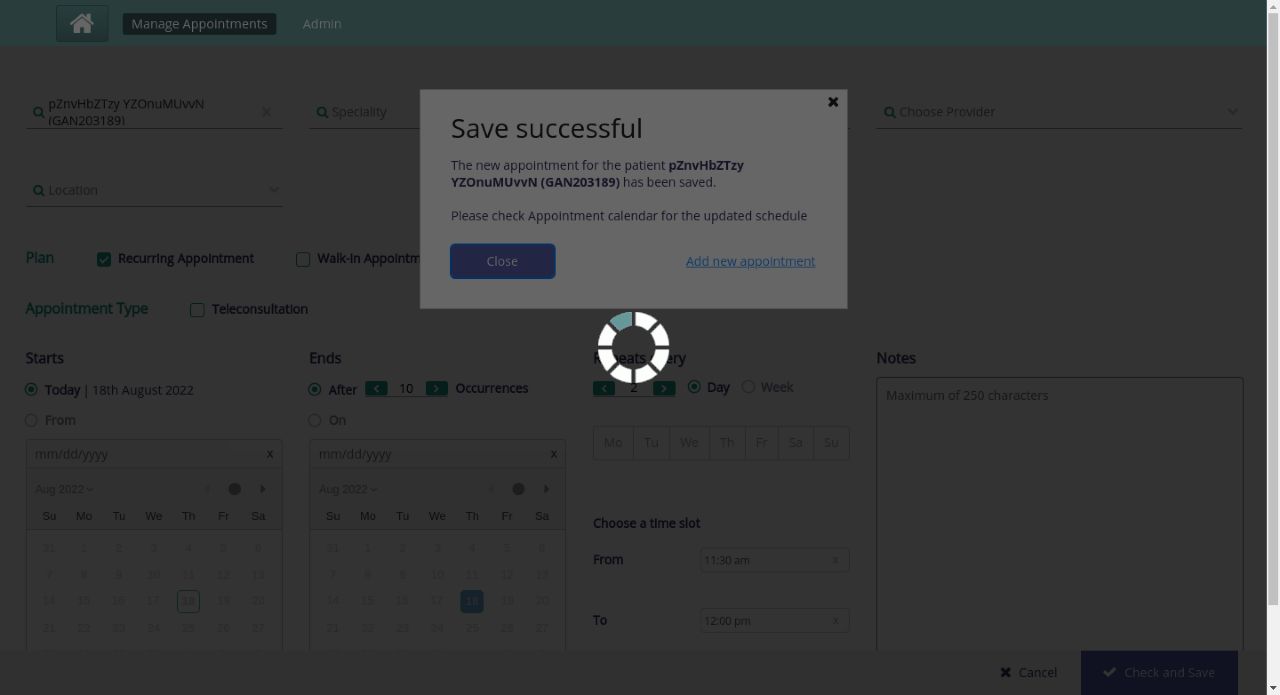 Manage Appointments Admin
pZnvHbZTzy YZOnuMUvvN
(GAN203189)
Speciality
Choose Provider
Location
Save successful
The new appointment for the patient pZnvHbZTzy
YZOnuMUvvN (GAN203189) has been saved.
Please check Appointment calendar for the updated schedule
Close Add new appointment
Plan Recurring Appointment Walk-In
Appointment Type Teleconsultation
Starts Ends every Notes
Today | 18th August 2022 After 10 Occurrences 2 Day Week
Maximum of 250 characters
From On
mm/dd/yyyy x mm/dd/yyyy x
Mo Tu We Th Fr Sa Su
Aug 2022 Aug 2022
Su Mo Tu We Th Fr Sa Su Mo Tu We Th Fr Sa
Choose a time slot
31 1 2 3 4 5 6 31 1 2 3 4 5 6
From 11:30 am x
7 8 9 10 11 12 13 7 8 9 10 11 12 13
14 15 16 17 18 19 20 14 15 16 17 18 19 20
To 12:00 pm x
21 22 23 24 25 26 27 21 22 23 24 25 26 27
Cancel Check and Save